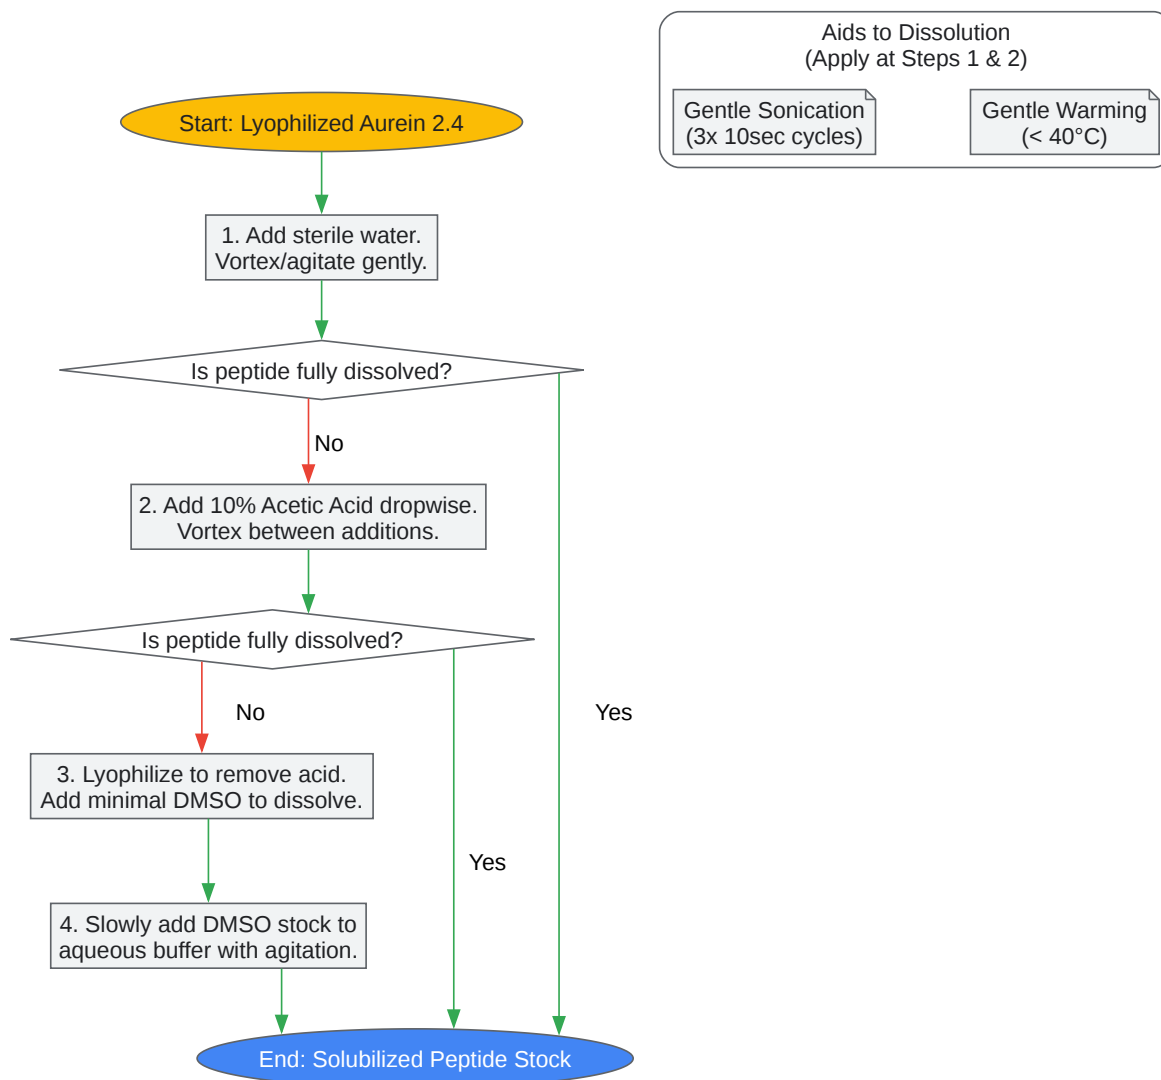 Aids to Dissolution
(Apply at Steps 1 & 2)
Gentle Sonication
(3x 10sec cycles)
Gentle Warming
(< 40°C)
Start: Lyophilized Aurein 2.4
1. Add sterile water.
Vortex/agitate gently.
Is peptide fully dissolved?
No
2. Add 10% Acetic Acid dropwise.
Vortex between additions.
Is peptide fully dissolved?
No
Yes
3. Lyophilize to remove acid.
Add minimal DMSO to dissolve.
Yes
4. Slowly add DMSO stock to
aqueous buffer with agitation.
End: Solubilized Peptide Stock